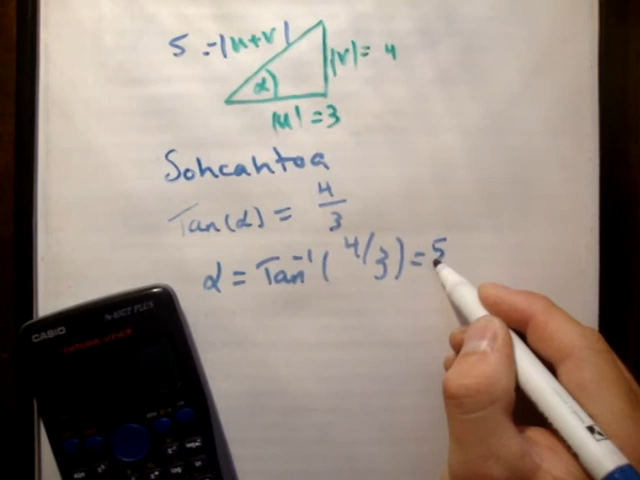 5 = |u+v|
|v| = 4
α
|u| = 3
Sohcahtoa
Tan(α) = 4/3
α = Tan⁻¹(4/3) = 5
CASIO